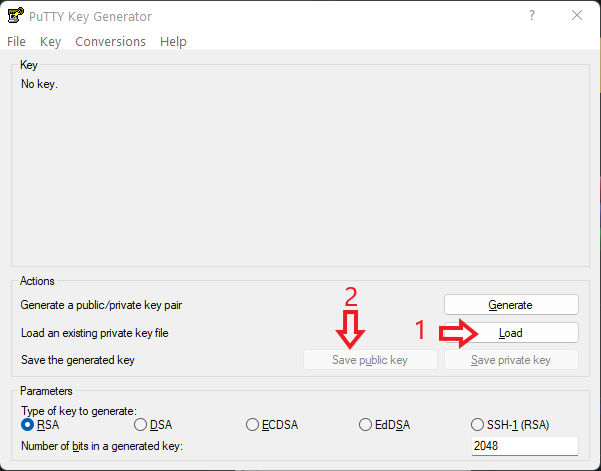 PuTTY Key Generator ?
File Key Conversions Help
Key
No key.
Actions
Generate a public/private key pair
Generate
Load an existing private key file
1
Load
2
Save the generated key
Save public key
Save private key
Parameters
Type of key to generate:
RSA DSA ECDSA EdDSA SSH-1 (RSA)
Number of bits in a generated key:
2048